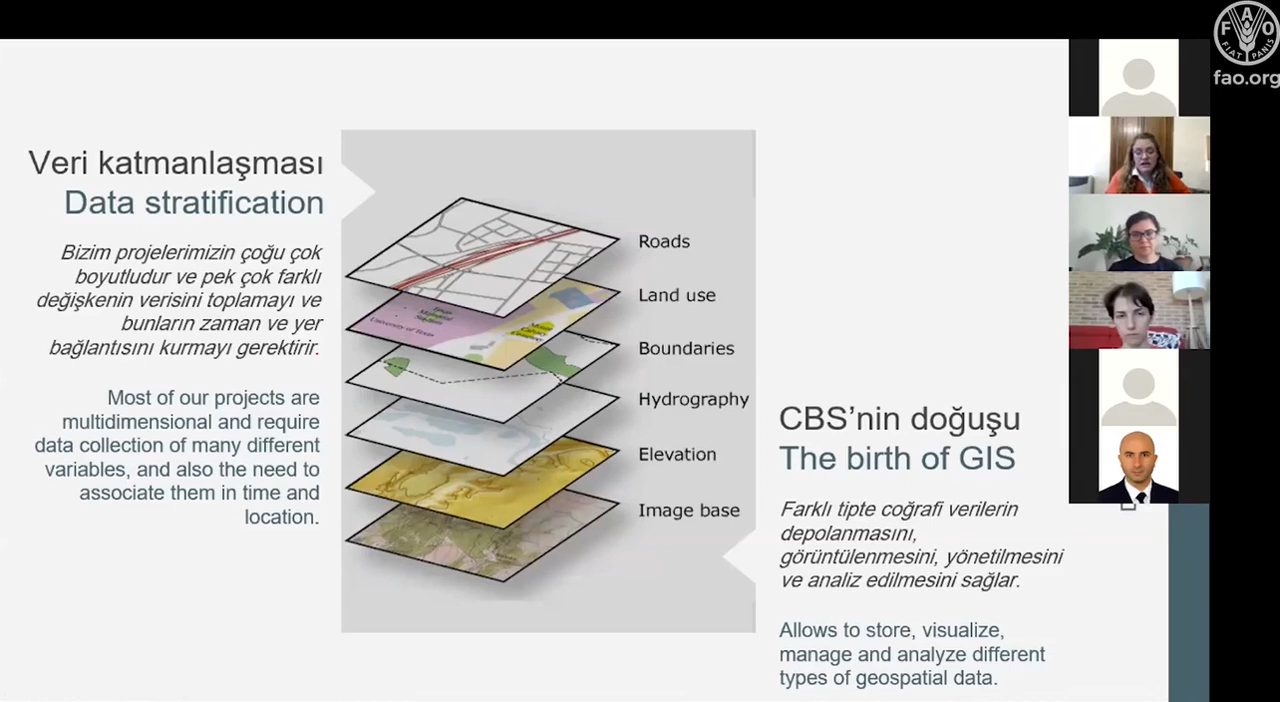 Veri katmanlaşması
Data stratification
Bizim projelerimizin çoğu çok
boyutludur ve pek çok farklı
değişkenin verisini toplamayı ve
bunların zaman ve yer
bağlantısını kurmayı gerektirir.
Most of our projects are
multidimensional and require
data collection of many different
variables, and also the need to
associate them in time and
location.
Roads
Land use
Boundaries
Hydrography
Elevation
Image base
University of Texas
CBS’nin doğuşu
The birth of GIS
Farklı tipte coğrafi verilerin
depolanmasını,
görüntülenmesini, yönetilmesini
ve analiz edilmesini sağlar.
Allows to store, visualize,
manage and analyze different
types of geospatial data.
FAO
FIAT PANIS
fao.org